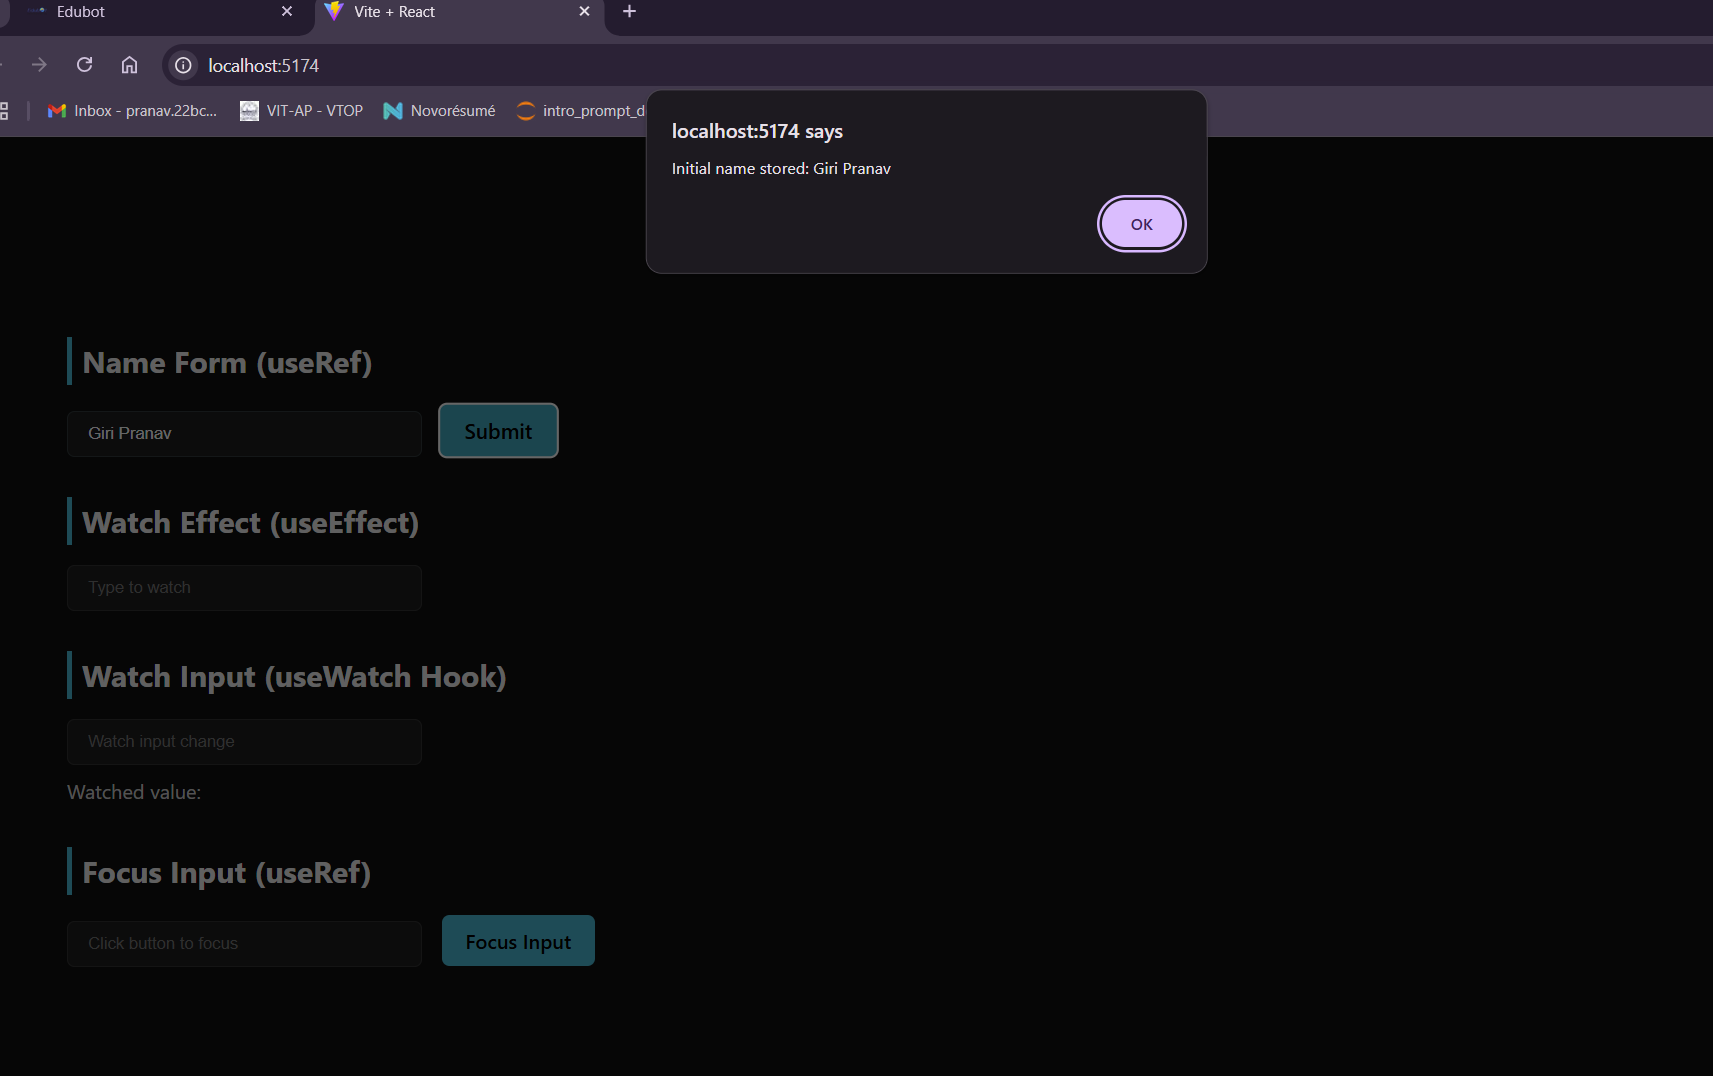 Edubot
Vite + React
localhost:5174
Inbox - pranav.22bc...
VIT-AP - VTOP
Novorésumé
intro_prompt_d
localhost:5174 says
Initial name stored: Giri Pranav
OK
Name Form (useRef)
Giri Pranav
Submit
Watch Effect (useEffect)
Type to watch
Watch Input (useWatch Hook)
Watch input change
Watched value:
Focus Input (useRef)
Click button to focus
Focus Input